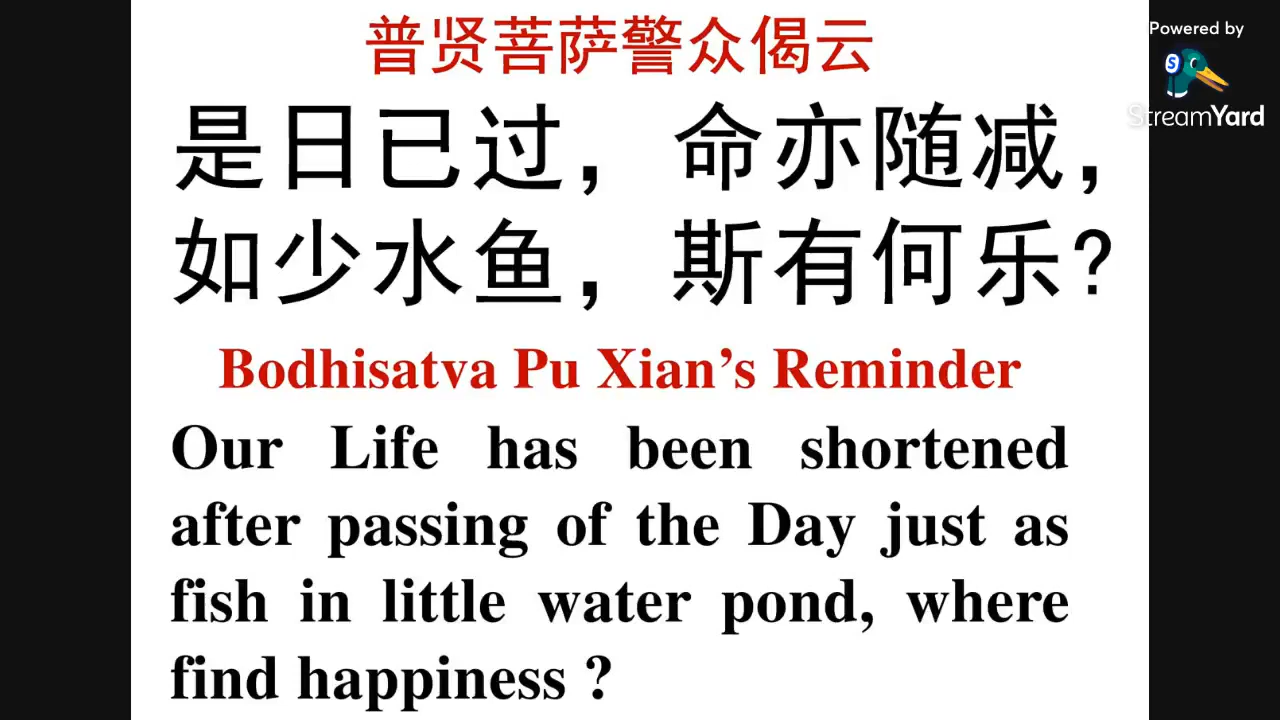 普贤菩萨警众偈云
是日已过，命亦随减，
如少水鱼，斯有何乐?
Bodhisatva Pu Xian’s Reminder
Our Life has been shortened
after passing of the Day just as
fish in little water pond, where
find happiness ?
Powered by
S
StreamYard